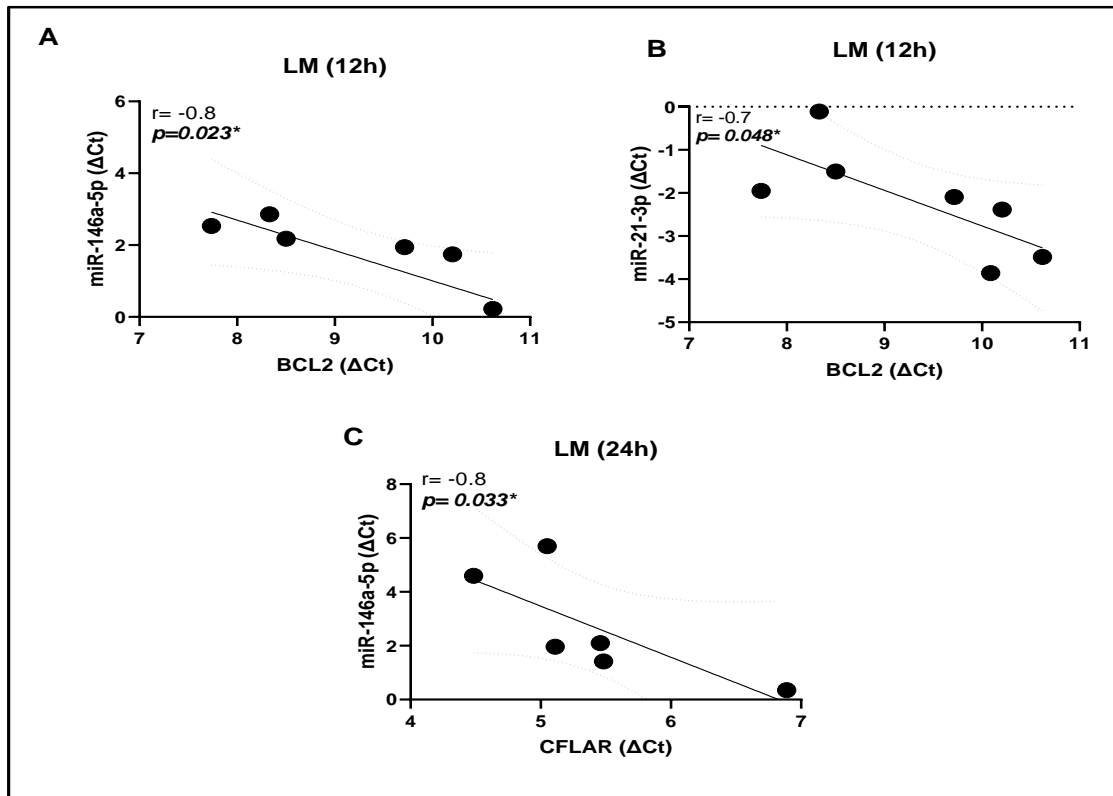 A
LM (12h)
r= -0.8
p=0.023*
miR-146a-5p (ΔCt)
6
4
2
0
7 8 9 10 11
BCL2 (ΔCt)
B
LM (12h)
r= -0.7
p= 0.048*
miR-21-3p (ΔCt)
0
-1
-2
-3
-4
-5
7 8 9 10 11
BCL2 (ΔCt)
C
LM (24h)
r= -0.8
p= 0.033*
miR-146a-5p (ΔCt)
8
6
4
2
0
4 5 6 7
CFLAR (ΔCt)